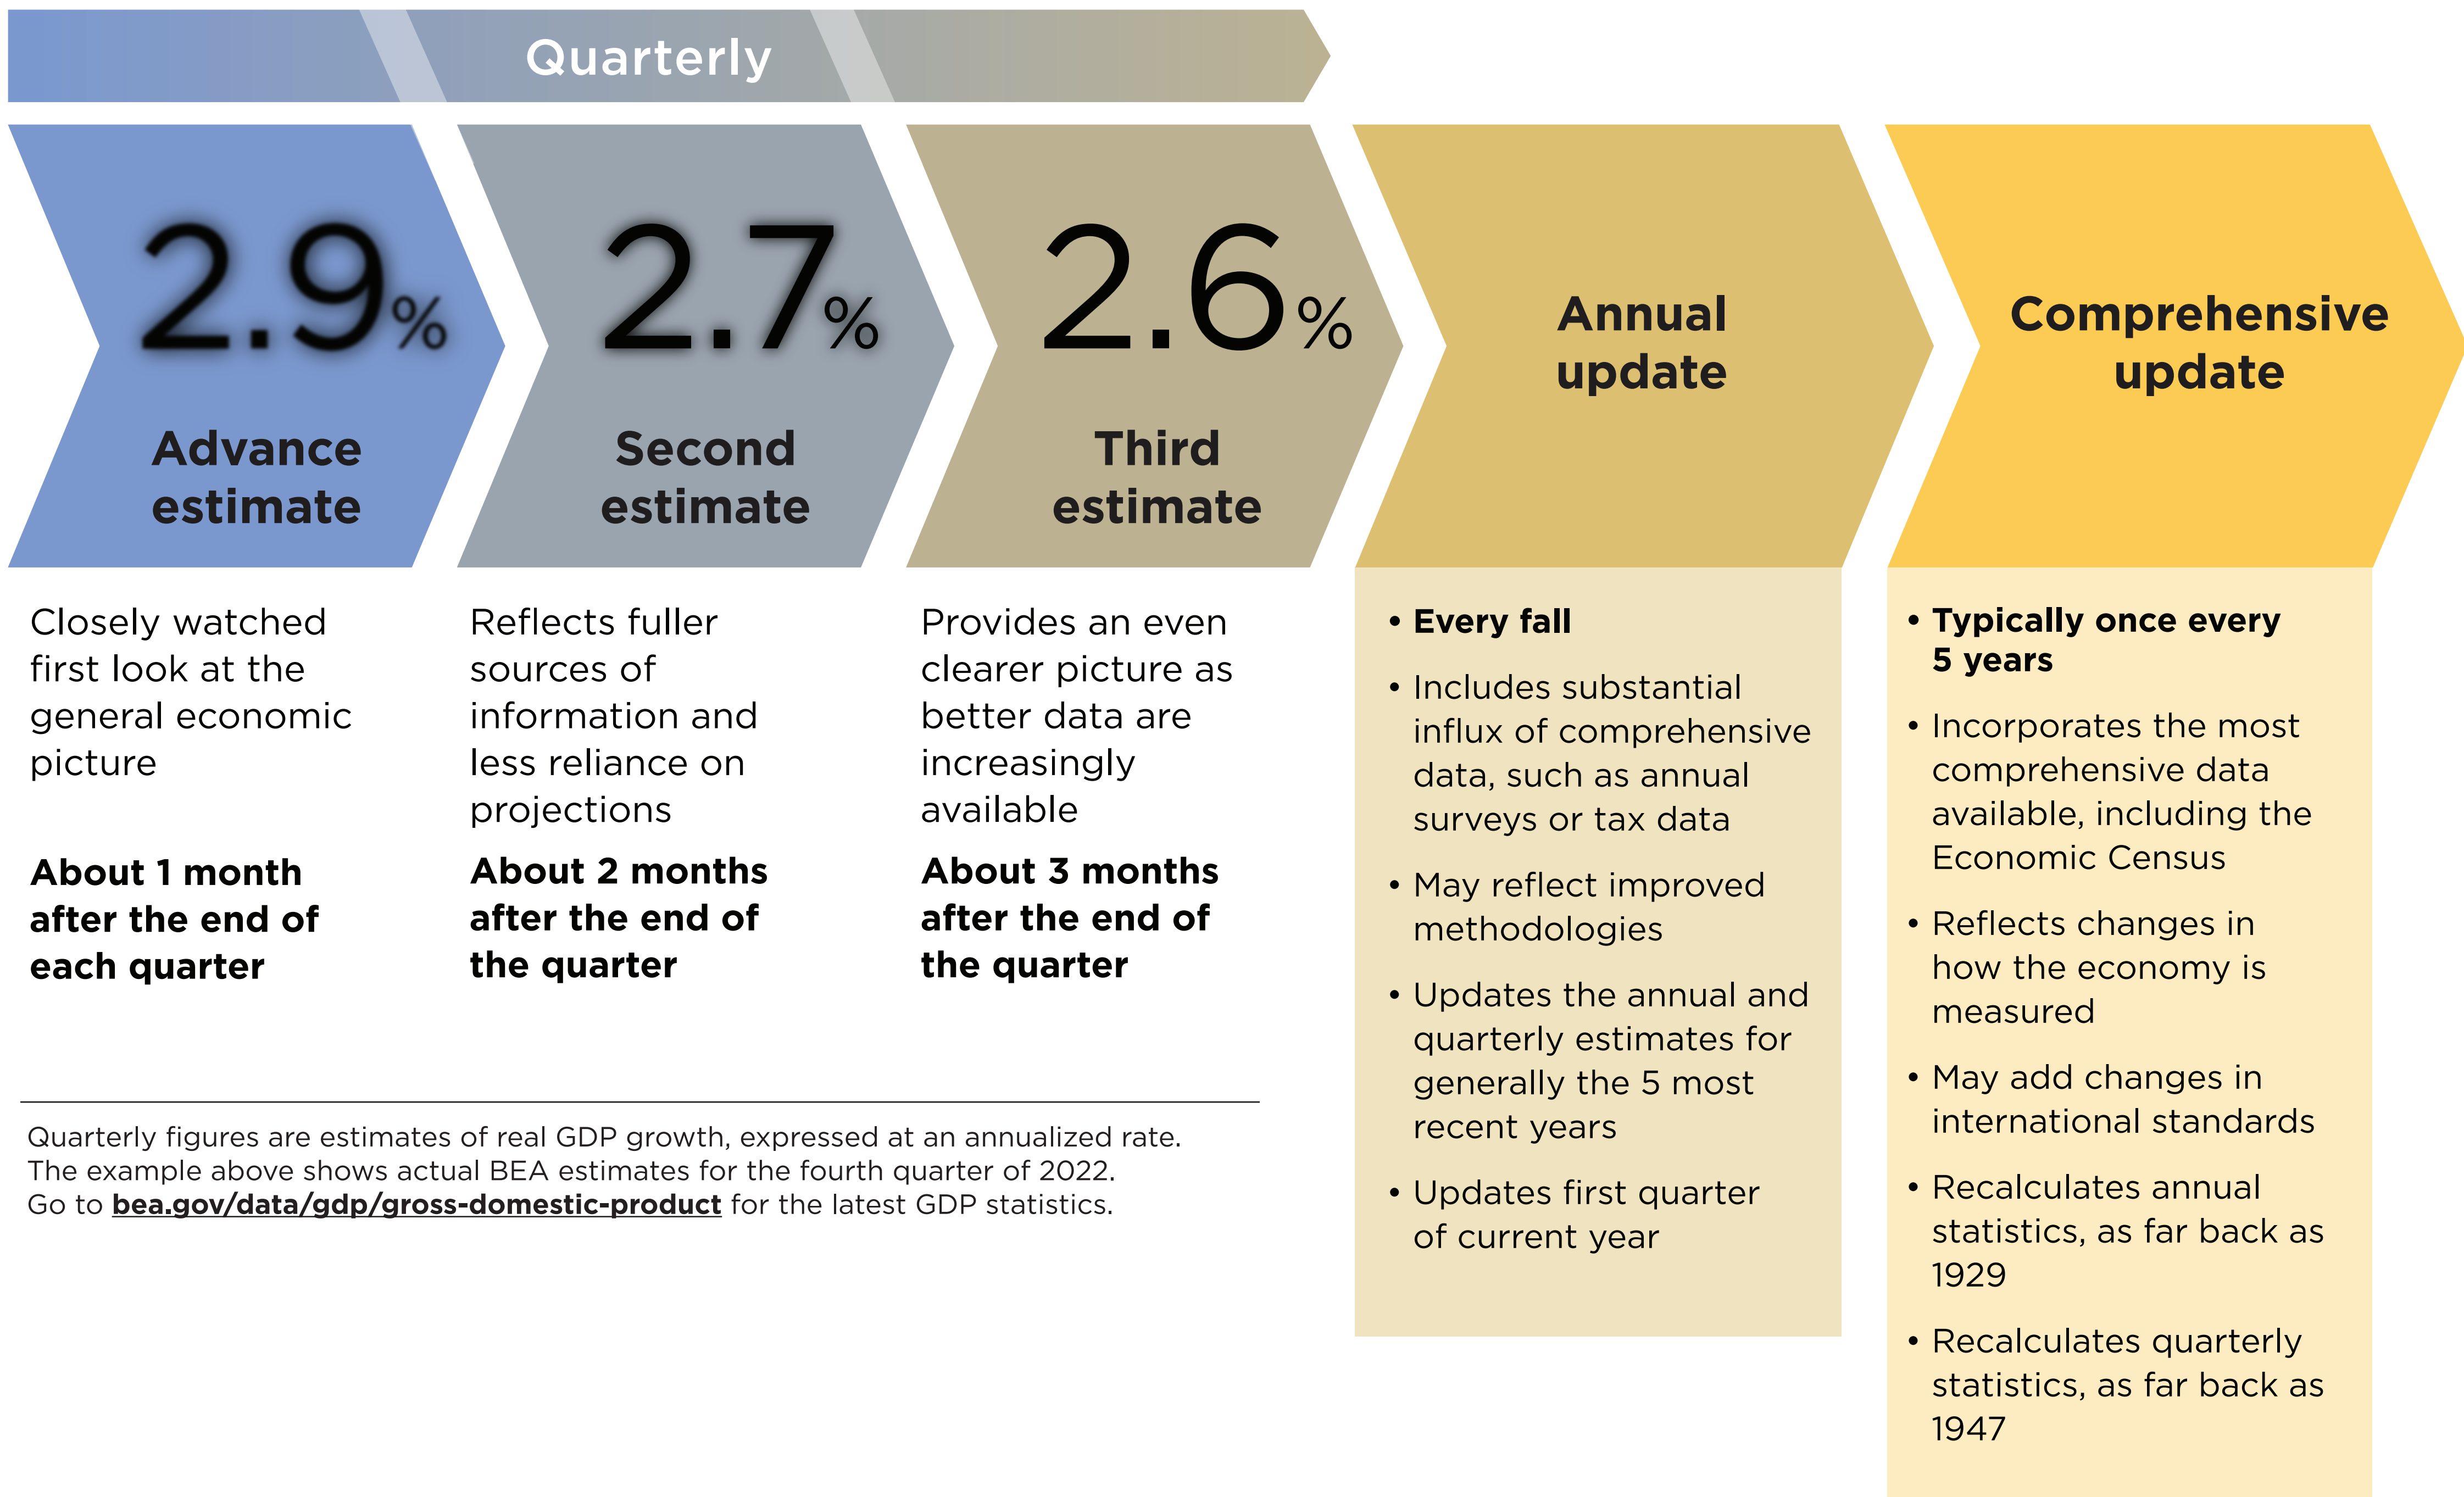 Quarterly
2.9%
Advance
estimate
Closely watched
first look at the
general economic
picture
About 1 month
after the end of
each quarter
2.7%
Second
estimate
Reflects fuller
sources of
information and
less reliance on
projections
About 2 months
after the end of
the quarter
2.6%
Third
estimate
Provides an even
clearer picture as
better data are
increasingly
available
About 3 months
after the end of
the quarter
Annual
update
• Every fall
• Includes substantial
influx of comprehensive
data, such as annual
surveys or tax data
• May reflect improved
methodologies
• Updates the annual and
quarterly estimates for
generally the 5 most
recent years
• Updates first quarter
of current year
Comprehensive
update
• Typically once every
5 years
• Incorporates the most
comprehensive data
available, including the
Economic Census
• Reflects changes in
how the economy is
measured
• May add changes in
international standards
• Recalculates annual
statistics, as far back as
1929
• Recalculates quarterly
statistics, as far back as
1947
Quarterly figures are estimates of real GDP growth, expressed at an annualized rate.
The example above shows actual BEA estimates for the fourth quarter of 2022.
Go to bea.gov/data/gdp/gross-domestic-product for the latest GDP statistics.